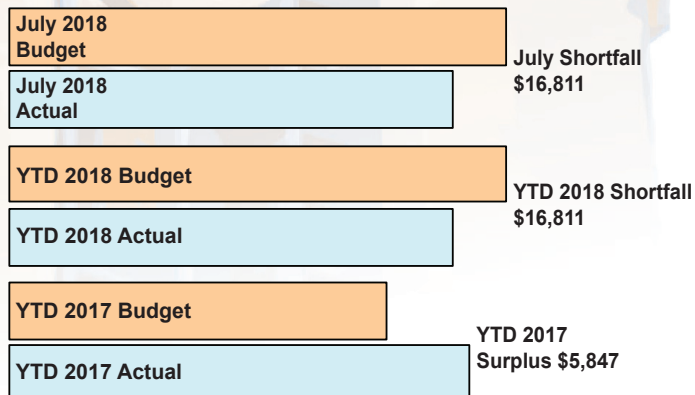 July 2018
Budget
July Shortfall
$16,811
July 2018
Actual
YTD 2018 Budget
YTD 2018 Shortfall
$16,811
YTD 2018 Actual
YTD 2017 Budget
YTD 2017
Surplus $5,847
YTD 2017 Actual